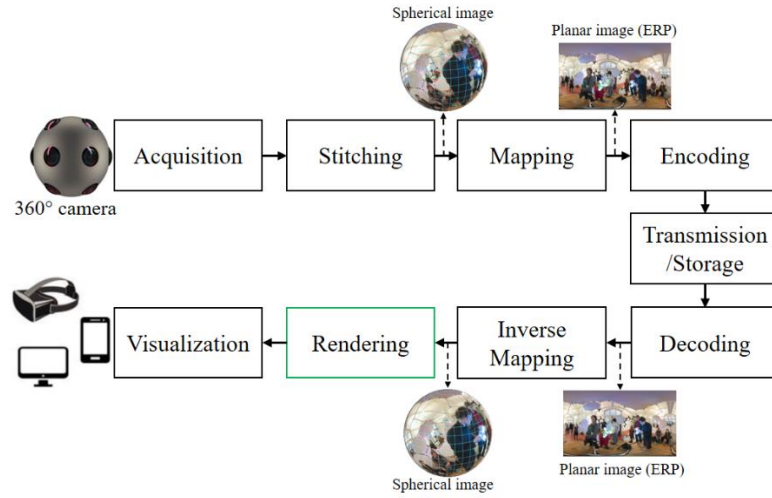 Spherical image
Planar image (ERP)
Acquisition
Stitching
Mapping
Encoding
360° camera
Transmission
/Storage
Visualization
Rendering
Inverse
Mapping
Decoding
Spherical image
Planar image (ERP)